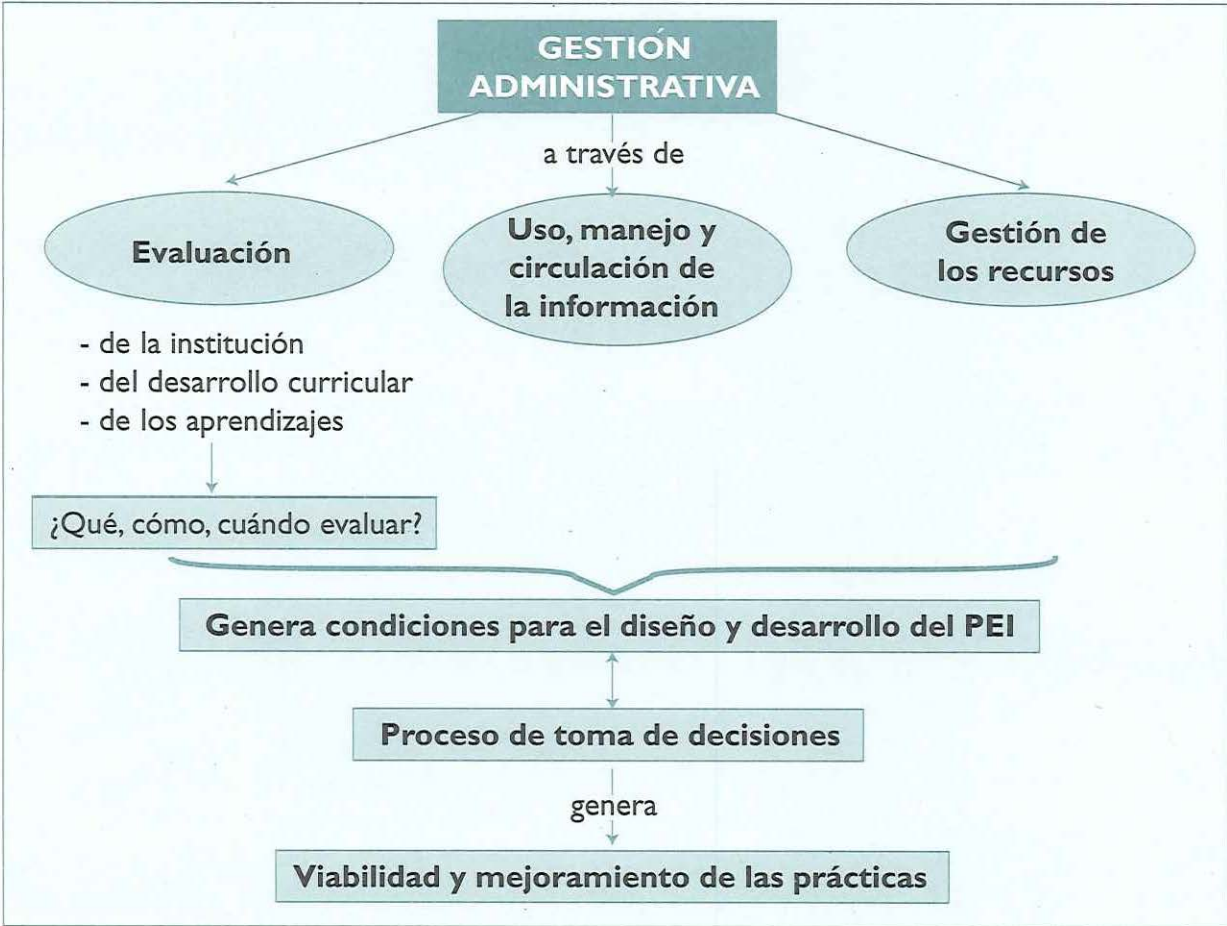 GESTIÓN
ADMINISTRATIVA
a través de
Evaluación
Uso, manejo y
circulación de
la información
Gestión de
los recursos
- de la institución
- del desarrollo curricular
- de los aprendizajes
¿Qué, cómo, cuándo evaluar?
Genera condiciones para el diseño y desarrollo del PEI
Proceso de toma de decisiones
genera
Viabilidad y mejoramiento de las prácticas